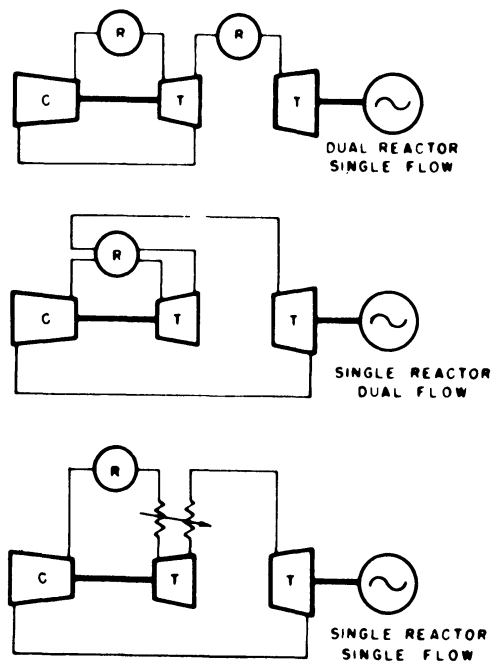 R R
C T T
DUAL REACTOR
SINGLE FLOW
R
C T T
SINGLE REACTOR
DUAL FLOW
R
C T T
SINGLE REACTOR
SINGLE FLOW